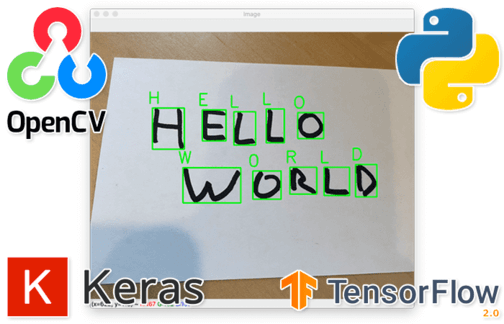 Image
OpenCV
H E L L O
HELLO
W O R L D
WORLD
Keras
TensorFlow
2.0